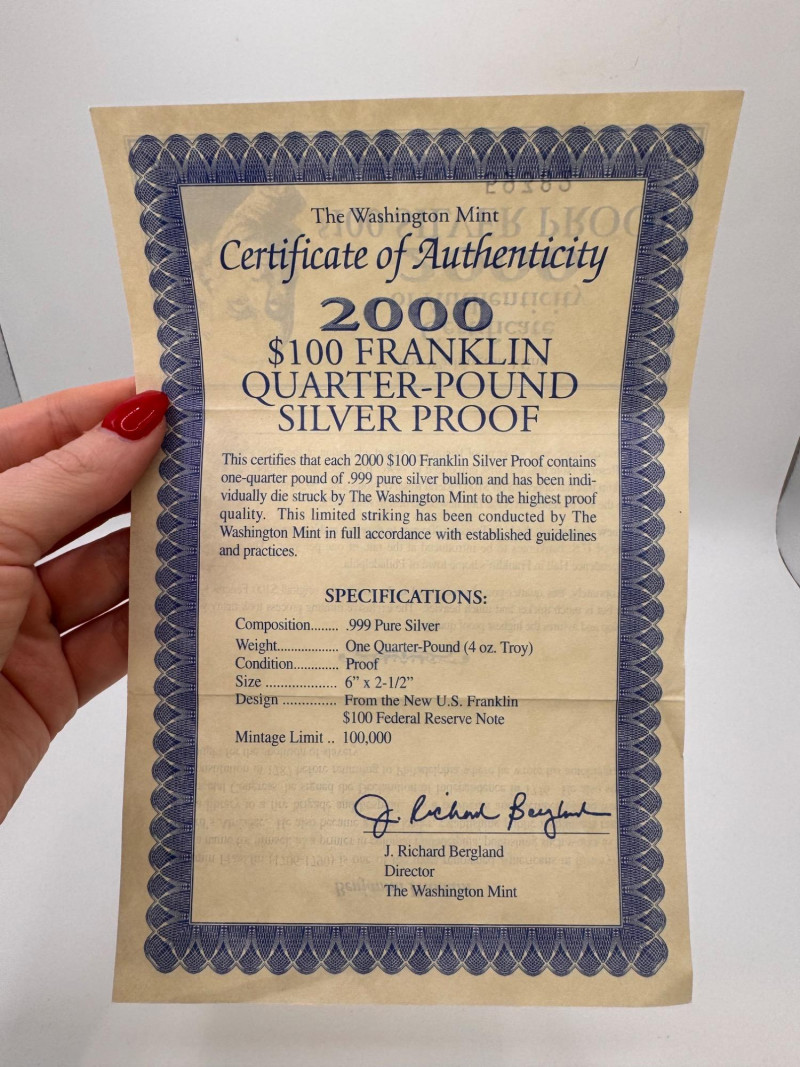 The Washington Mint
Certificate of Authenticity
2000
$100 FRANKLIN
QUARTER-POUND
SILVER PROOF
This certifies that each 2000 $100 Franklin Silver Proof contains
one-quarter pound of .999 pure silver bullion and has been indi-
vidually die struck by The Washington Mint to the highest proof
quality. This limited striking has been conducted by The
Washington Mint in full accordance with established guidelines
and practices.
SPECIFICATIONS:
Composition........ .999 Pure Silver
Weight.................. One Quarter-Pound (4 oz. Troy)
Condition............. Proof
Size .................... 6” x 2-1/2”
Design ............... From the New U.S. Franklin
$100 Federal Reserve Note
Mintage Limit .. 100,000
J. Richard Bergland
J. Richard Bergland
Director
The Washington Mint